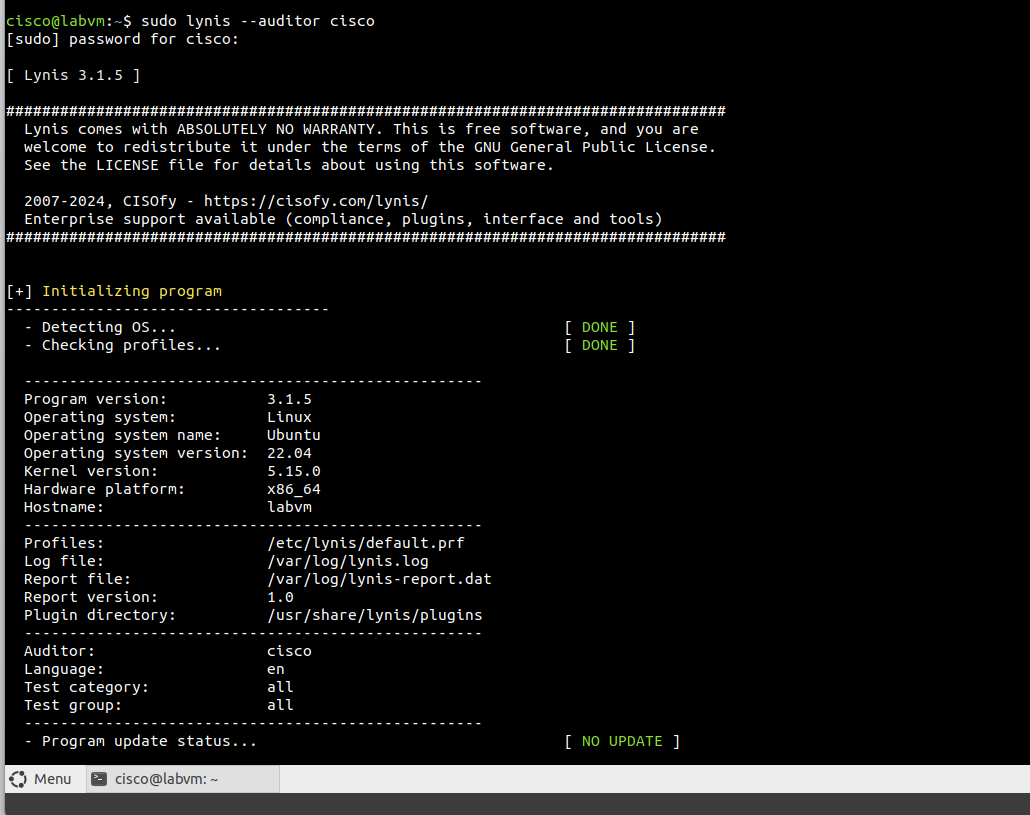 cisco@labvm:~$ sudo lynis --auditor cisco
[sudo] password for cisco:
[ Lynis 3.1.5 ]
################################################################################
Lynis comes with ABSOLUTELY NO WARRANTY. This is free software, and you are
welcome to redistribute it under the terms of the GNU General Public License.
See the LICENSE file for details about using this software.
2007-2024, CISOfy - https://cisofy.com/lynis/
Enterprise support available (compliance, plugins, interface and tools)
################################################################################
[+] Initializing program
------------------------------------
- Detecting OS... [ DONE ]
- Checking profiles... [ DONE ]
---------------------------------------------------
Program version: 3.1.5
Operating system: Linux
Operating system name: Ubuntu
Operating system version: 22.04
Kernel version: 5.15.0
Hardware platform: x86_64
Hostname: labvm
---------------------------------------------------
Profiles: /etc/lynis/default.prf
Log file: /var/log/lynis.log
Report file: /var/log/lynis-report.dat
Report version: 1.0
Plugin directory: /usr/share/lynis/plugins
---------------------------------------------------
Auditor: cisco
Language: en
Test category: all
Test group: all
---------------------------------------------------
- Program update status... [ NO UPDATE ]
Menu cisco@labvm: ~